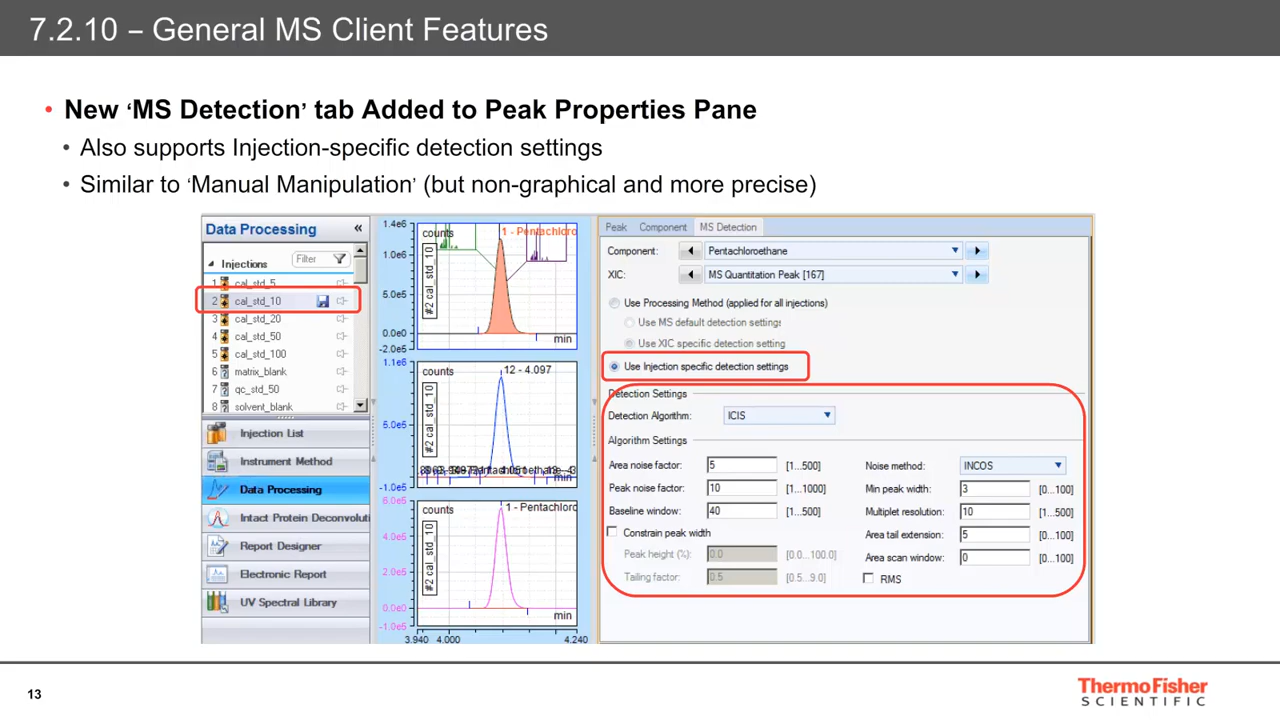 7.2.10 – General MS Client Features
• New ‘MS Detection’ tab Added to Peak Properties Pane
• Also supports Injection-specific detection settings
• Similar to ‘Manual Manipulation’ (but non-graphical and more precise)
Data Processing «
Injections Filter
1 cal_std_5
2 cal_std_10
3 cal_std_20
4 cal_std_50
5 cal_std_100
6 matrix_blank
7 qc_std_50
8 solvent_blank
Injection List
Instrument Method
Data Processing
Intact Protein Deconvoluti
Report Designer
Electronic Report
UV Spectral Library
1.4e6
1.0e6
5.0e5
0.0e0
-2.0e5
counts
1 - Pentachloro
#2 cal_std_10
min
1.1e6
5.0e5
-1.0e5
counts
12 - 4.097
#2 cal_std_10
min
6.0e5
4.0e5
2.0e5
0.0e0
-1.0e5
counts
1 - Pentachloro
#2 cal_std_10
min
3.940 4.000 4.240
Peak Component MS Detection
Component: Pentachloroethane
XIC: MS Quantitation Peak [167]
Use Processing Method (applied for all injections)
Use MS default detection settings
Use XIC specific detection setting
Use Injection specific detection settings
Detection Settings
Detection Algorithm: ICIS
Algorithm Settings
Area noise factor: 5 [1...500] Noise method: INCOS
Peak noise factor: 10 [1...1000] Min peak width: 3 [0...100]
Baseline window: 40 [1...500] Multiplet resolution: 10 [1...500]
Constrain peak width Area tail extension: 5 [0...100]
Peak height (%): 0.0 [0.0...100.0] Area scan window: 0 [0...100]
Tailing factor: 0.5 [0.5...9.0] RMS
13
ThermoFisher
SCIENTIFIC